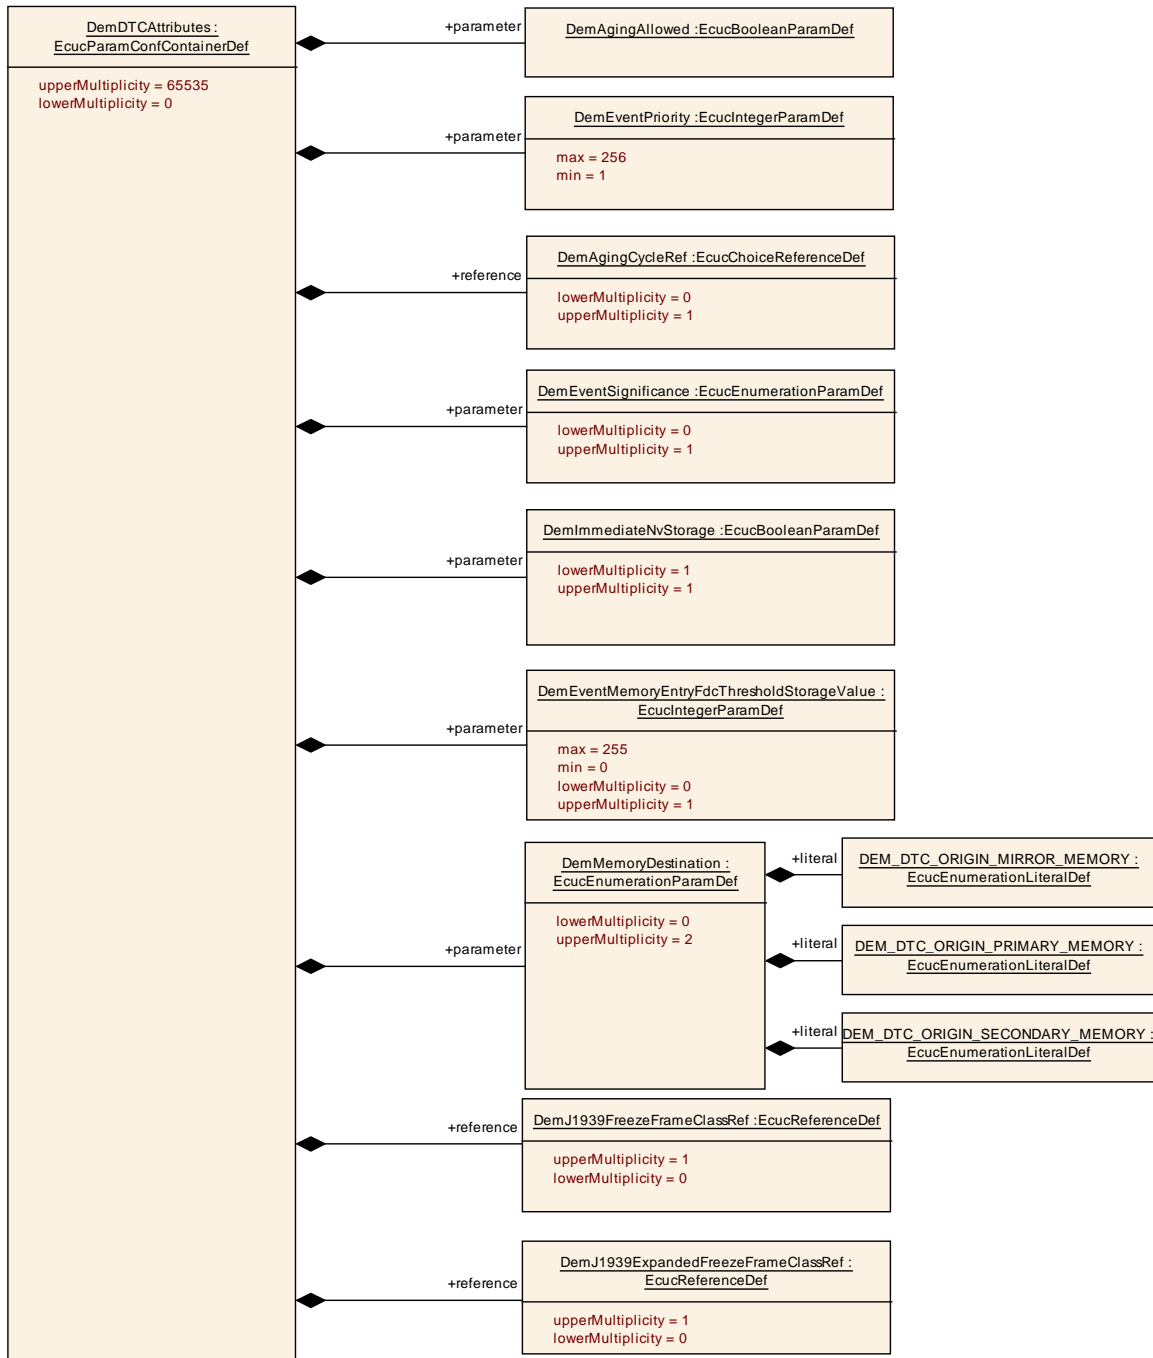 DemDTCAttributes :
EcucParamConfContainerDef
upperMultiplicity = 65535
lowerMultiplicity = 0
+parameter
DemAgingAllowed :EcucBooleanParamDef
+parameter
DemEventPriority :EcucIntegerParamDef
max = 256
min = 1
+reference
DemAgingCycleRef :EcucChoiceReferenceDef
lowerMultiplicity = 0
upperMultiplicity = 1
+parameter
DemEventSignificance :EcucEnumerationParamDef
lowerMultiplicity = 0
upperMultiplicity = 1
+parameter
DemImmediateNvStorage :EcucBooleanParamDef
lowerMultiplicity = 1
upperMultiplicity = 1
+parameter
DemEventMemoryEntryFdcThresholdStorageValue :
EcucIntegerParamDef
max = 255
min = 0
lowerMultiplicity = 0
upperMultiplicity = 1
+parameter
DemMemoryDestination :
EcucEnumerationParamDef
lowerMultiplicity = 0
upperMultiplicity = 2
+literal
DEM_DTC_ORIGIN_MIRROR_MEMORY :
EcucEnumerationLiteralDef
+literal
DEM_DTC_ORIGIN_PRIMARY_MEMORY :
EcucEnumerationLiteralDef
+literal
DEM_DTC_ORIGIN_SECONDARY_MEMORY :
EcucEnumerationLiteralDef
+reference
DemJ1939FreezeFrameClassRef :EcucReferenceDef
upperMultiplicity = 1
lowerMultiplicity = 0
+reference
DemJ1939ExpandedFreezeFrameClassRef :
EcucReferenceDef
upperMultiplicity = 1
lowerMultiplicity = 0